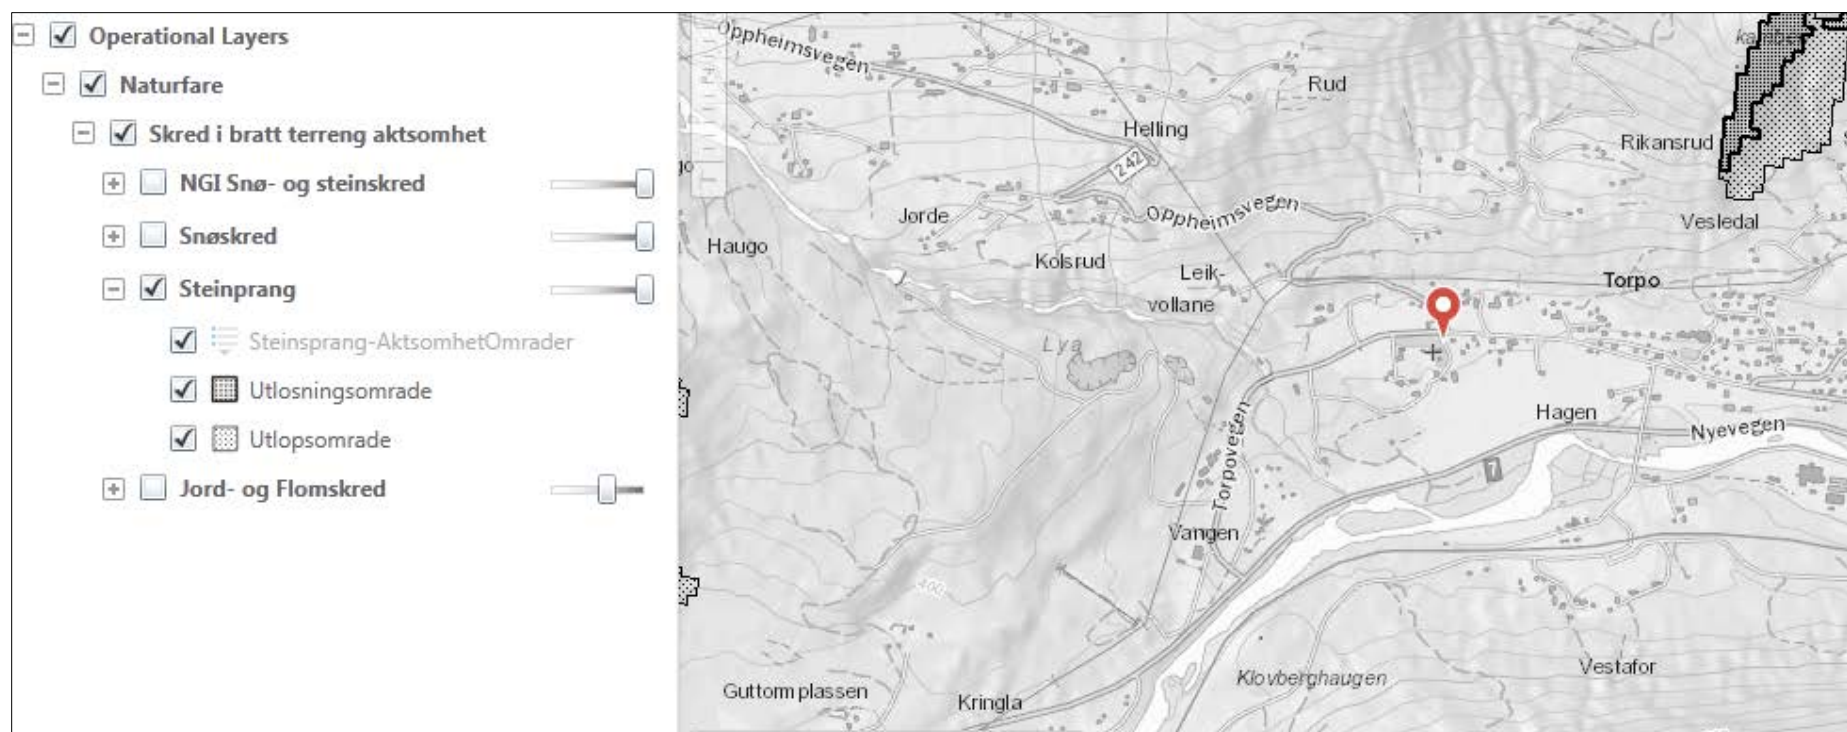 Operational Layers
Naturfare
Skred i bratt terreng aktsomhet
NGI Snø- og steinskred
Snøskred
Steinprang
Steinsprang-AktsomhetOmrader
Utlosningsomrade
Utlopsomrade
Jord- og Flomskred
Oppheimsvegen
Rud
Helling
242
Rikansrud
Jorde
Oppheimsvegen
Vesledal
Haugo
Kolsrud
Leik-
vollane
Torpo
Lya
Hagen
Nyevegen
Torpovegen
7
Vangen
400
Vestafor
Klovberghaugen
Guttorm plassen
Kringla